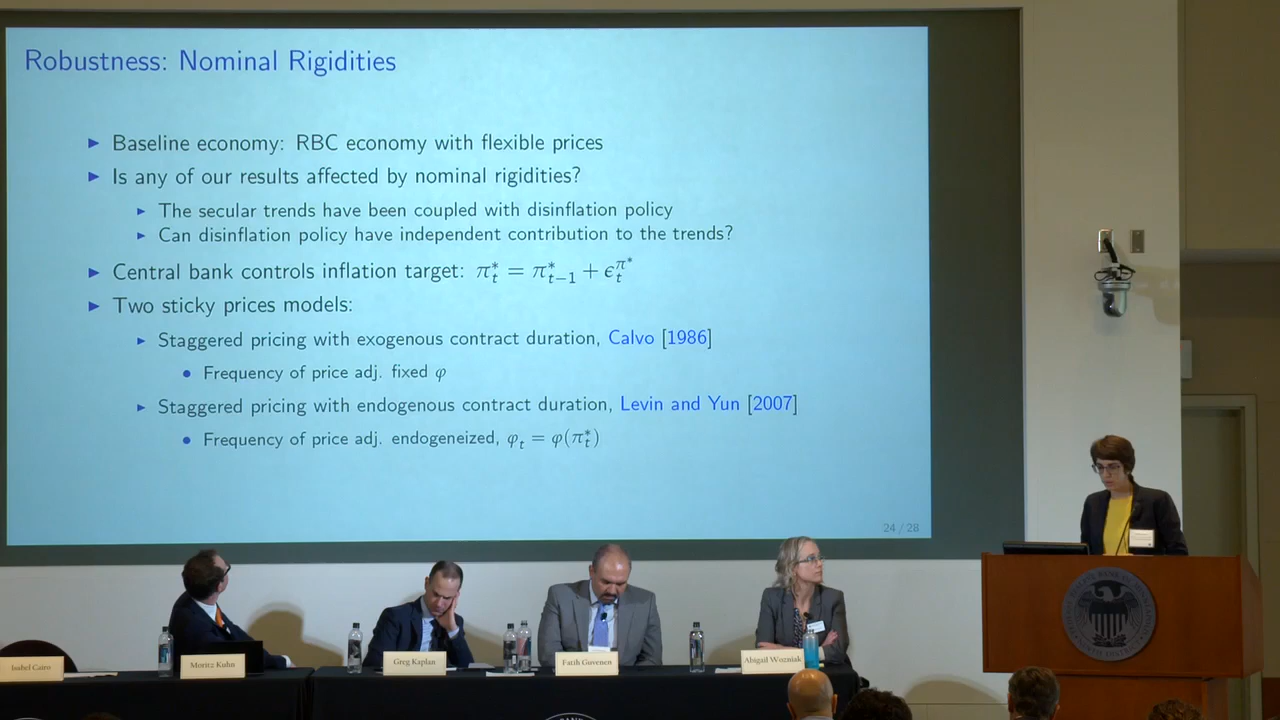 Robustness: Nominal Rigidities
▶ Baseline economy: RBC economy with flexible prices
▶ Is any of our results affected by nominal rigidities?
▶ The secular trends have been coupled with disinflation policy
▶ Can disinflation policy have independent contribution to the trends?
▶ Central bank controls inflation target: π*_t = π*_{t−1} + ϵ_t^{π*}
▶ Two sticky prices models:
▶ Staggered pricing with exogenous contract duration, Calvo [1986]
• Frequency of price adj. fixed φ
▶ Staggered pricing with endogenous contract duration, Levin and Yun [2007]
• Frequency of price adj. endogeneized, φ_t = φ(π*_t)
24 / 28
Isabel Cairo
Moritz Kuhn
Greg Kaplan
Fatih Guvenen
Abigail Wozniak